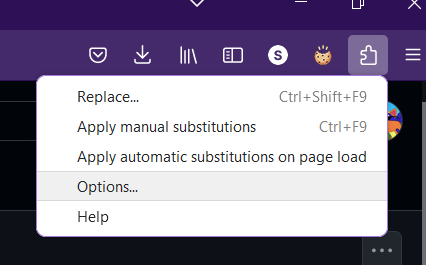 S
Replace... Ctrl+Shift+F9
Apply manual substitutions Ctrl+F9
Apply automatic substitutions on page load
Options...
Help